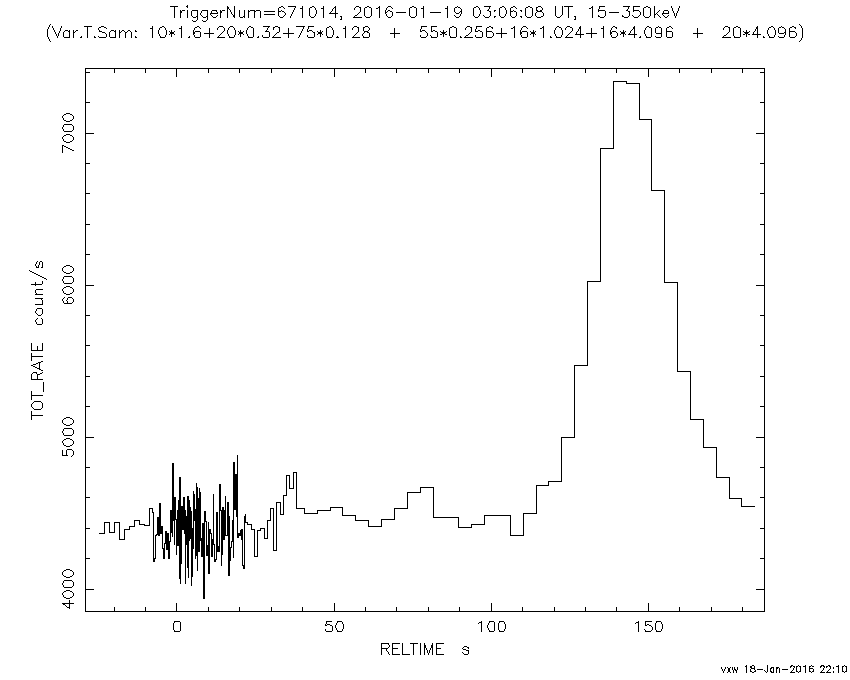 TriggerNum=671014, 2016-01-19 03:06:08 UT, 15-350keV
(Var.T.Sam: 10*1.6+20*0.32+75*0.128 + 55*0.256+16*1.024+16*4.096 + 20*4.096)
TOT_RATE count/s
7000
6000
5000
4000
0 50 100 150
RELTIME s
vxw 18-Jan-2016 22:10